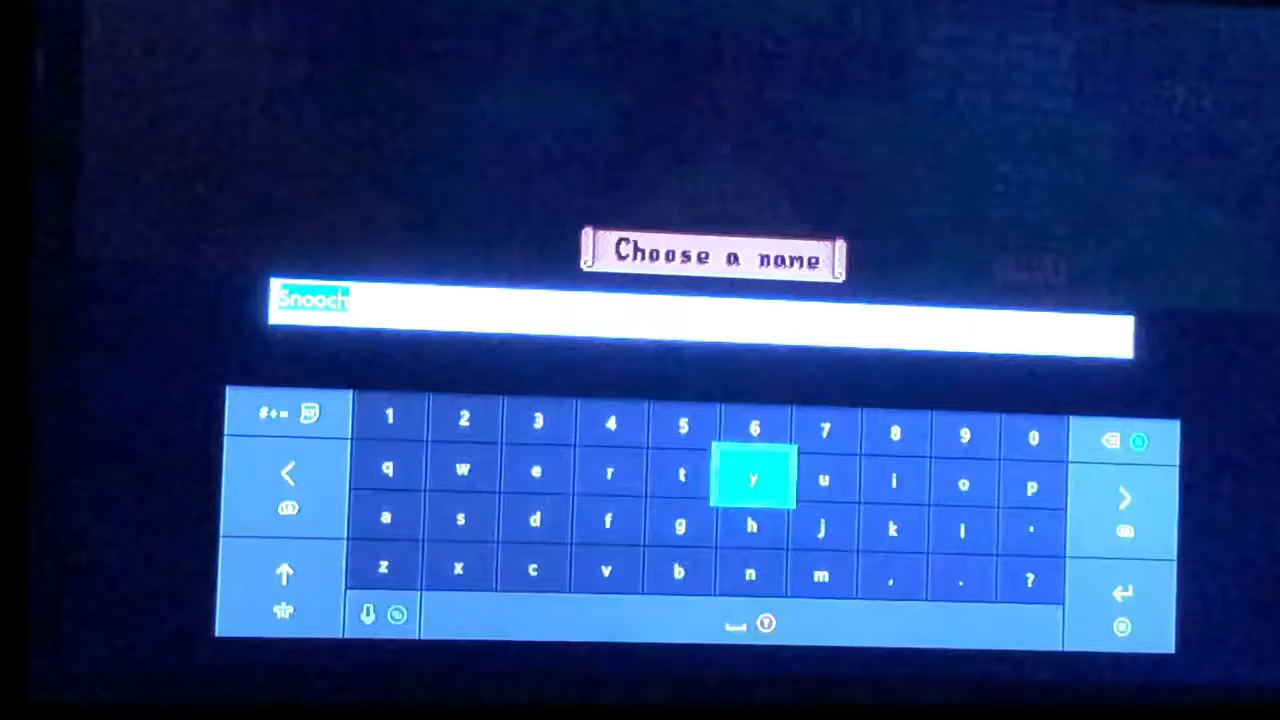 Choose a name
Snooch
#+=
1 2 3 4 5 6 7 8 9 0
q w e r t y u i o p
a s d f g h j k l
z x c v b n m , . ?